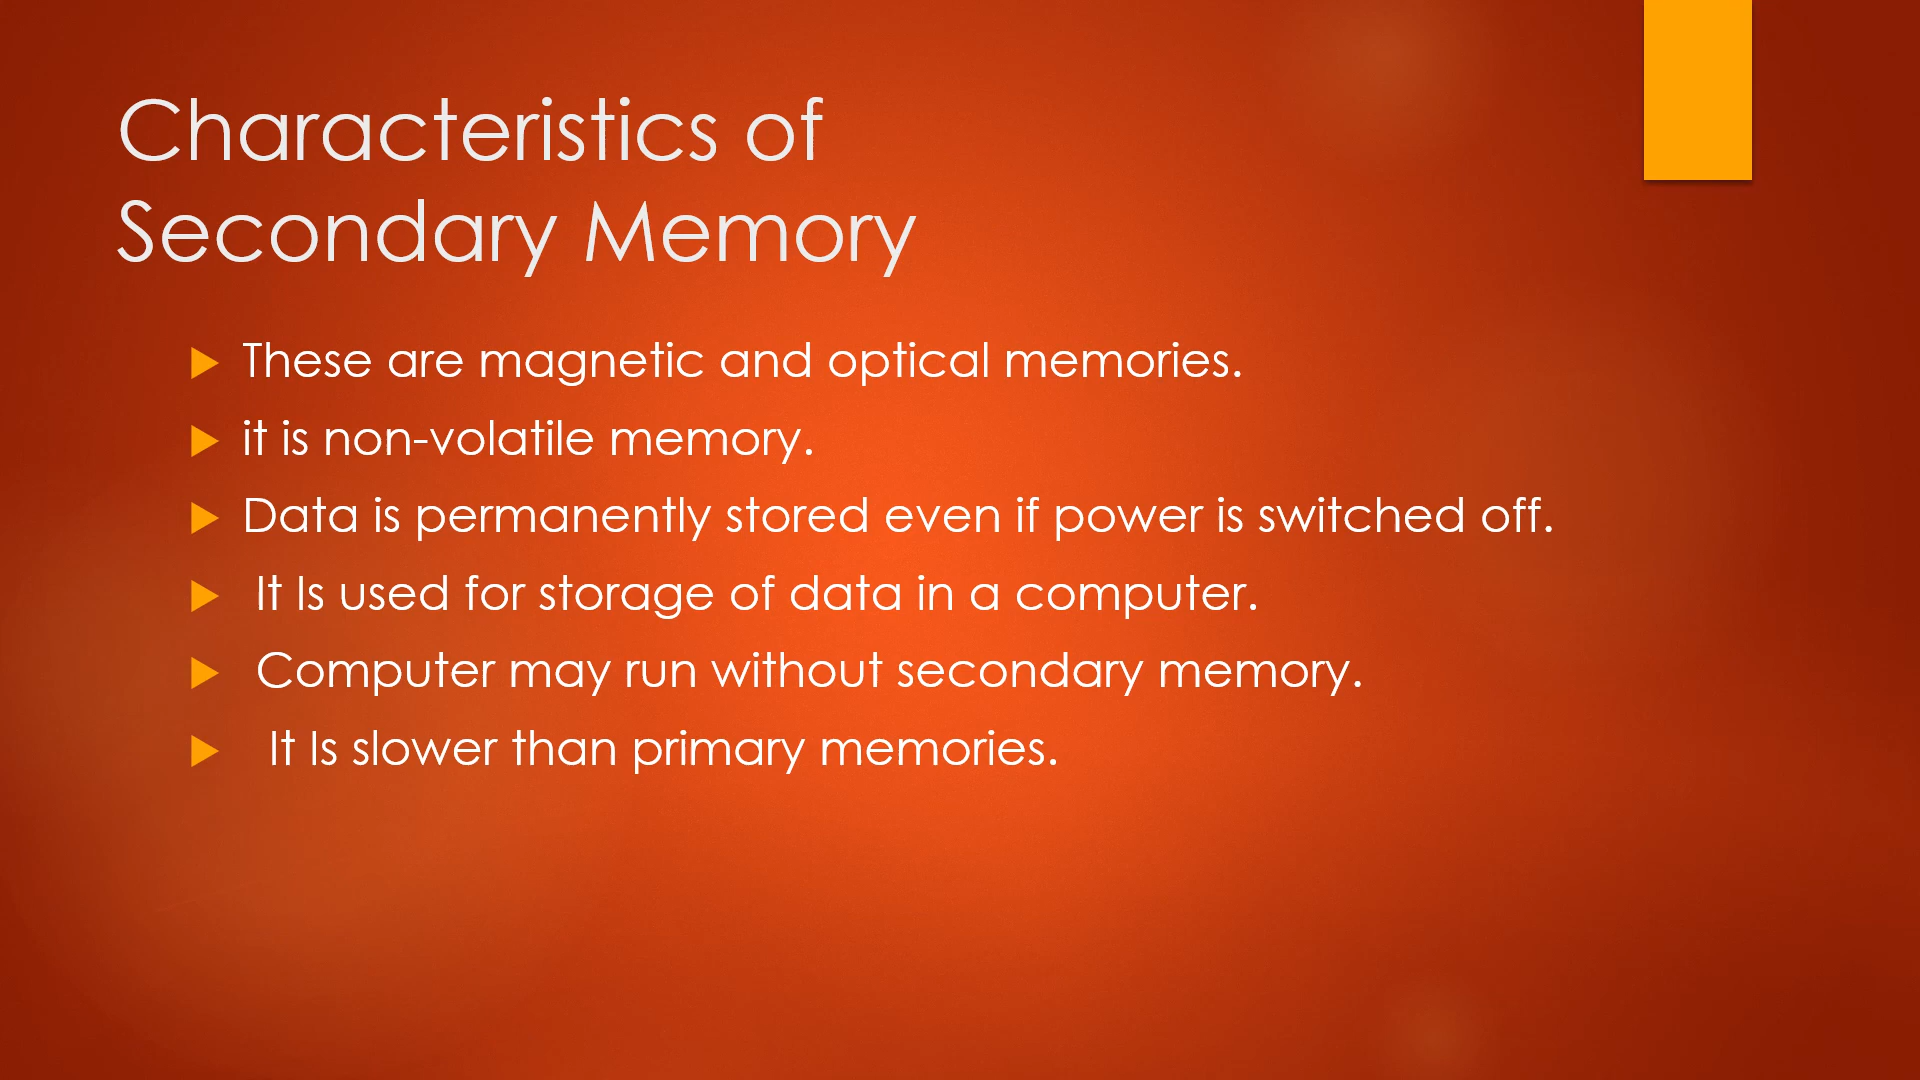 Characteristics of
Secondary Memory
These are magnetic and optical memories.
it is non-volatile memory.
Data is permanently stored even if power is switched off.
It Is used for storage of data in a computer.
Computer may run without secondary memory.
It Is slower than primary memories.